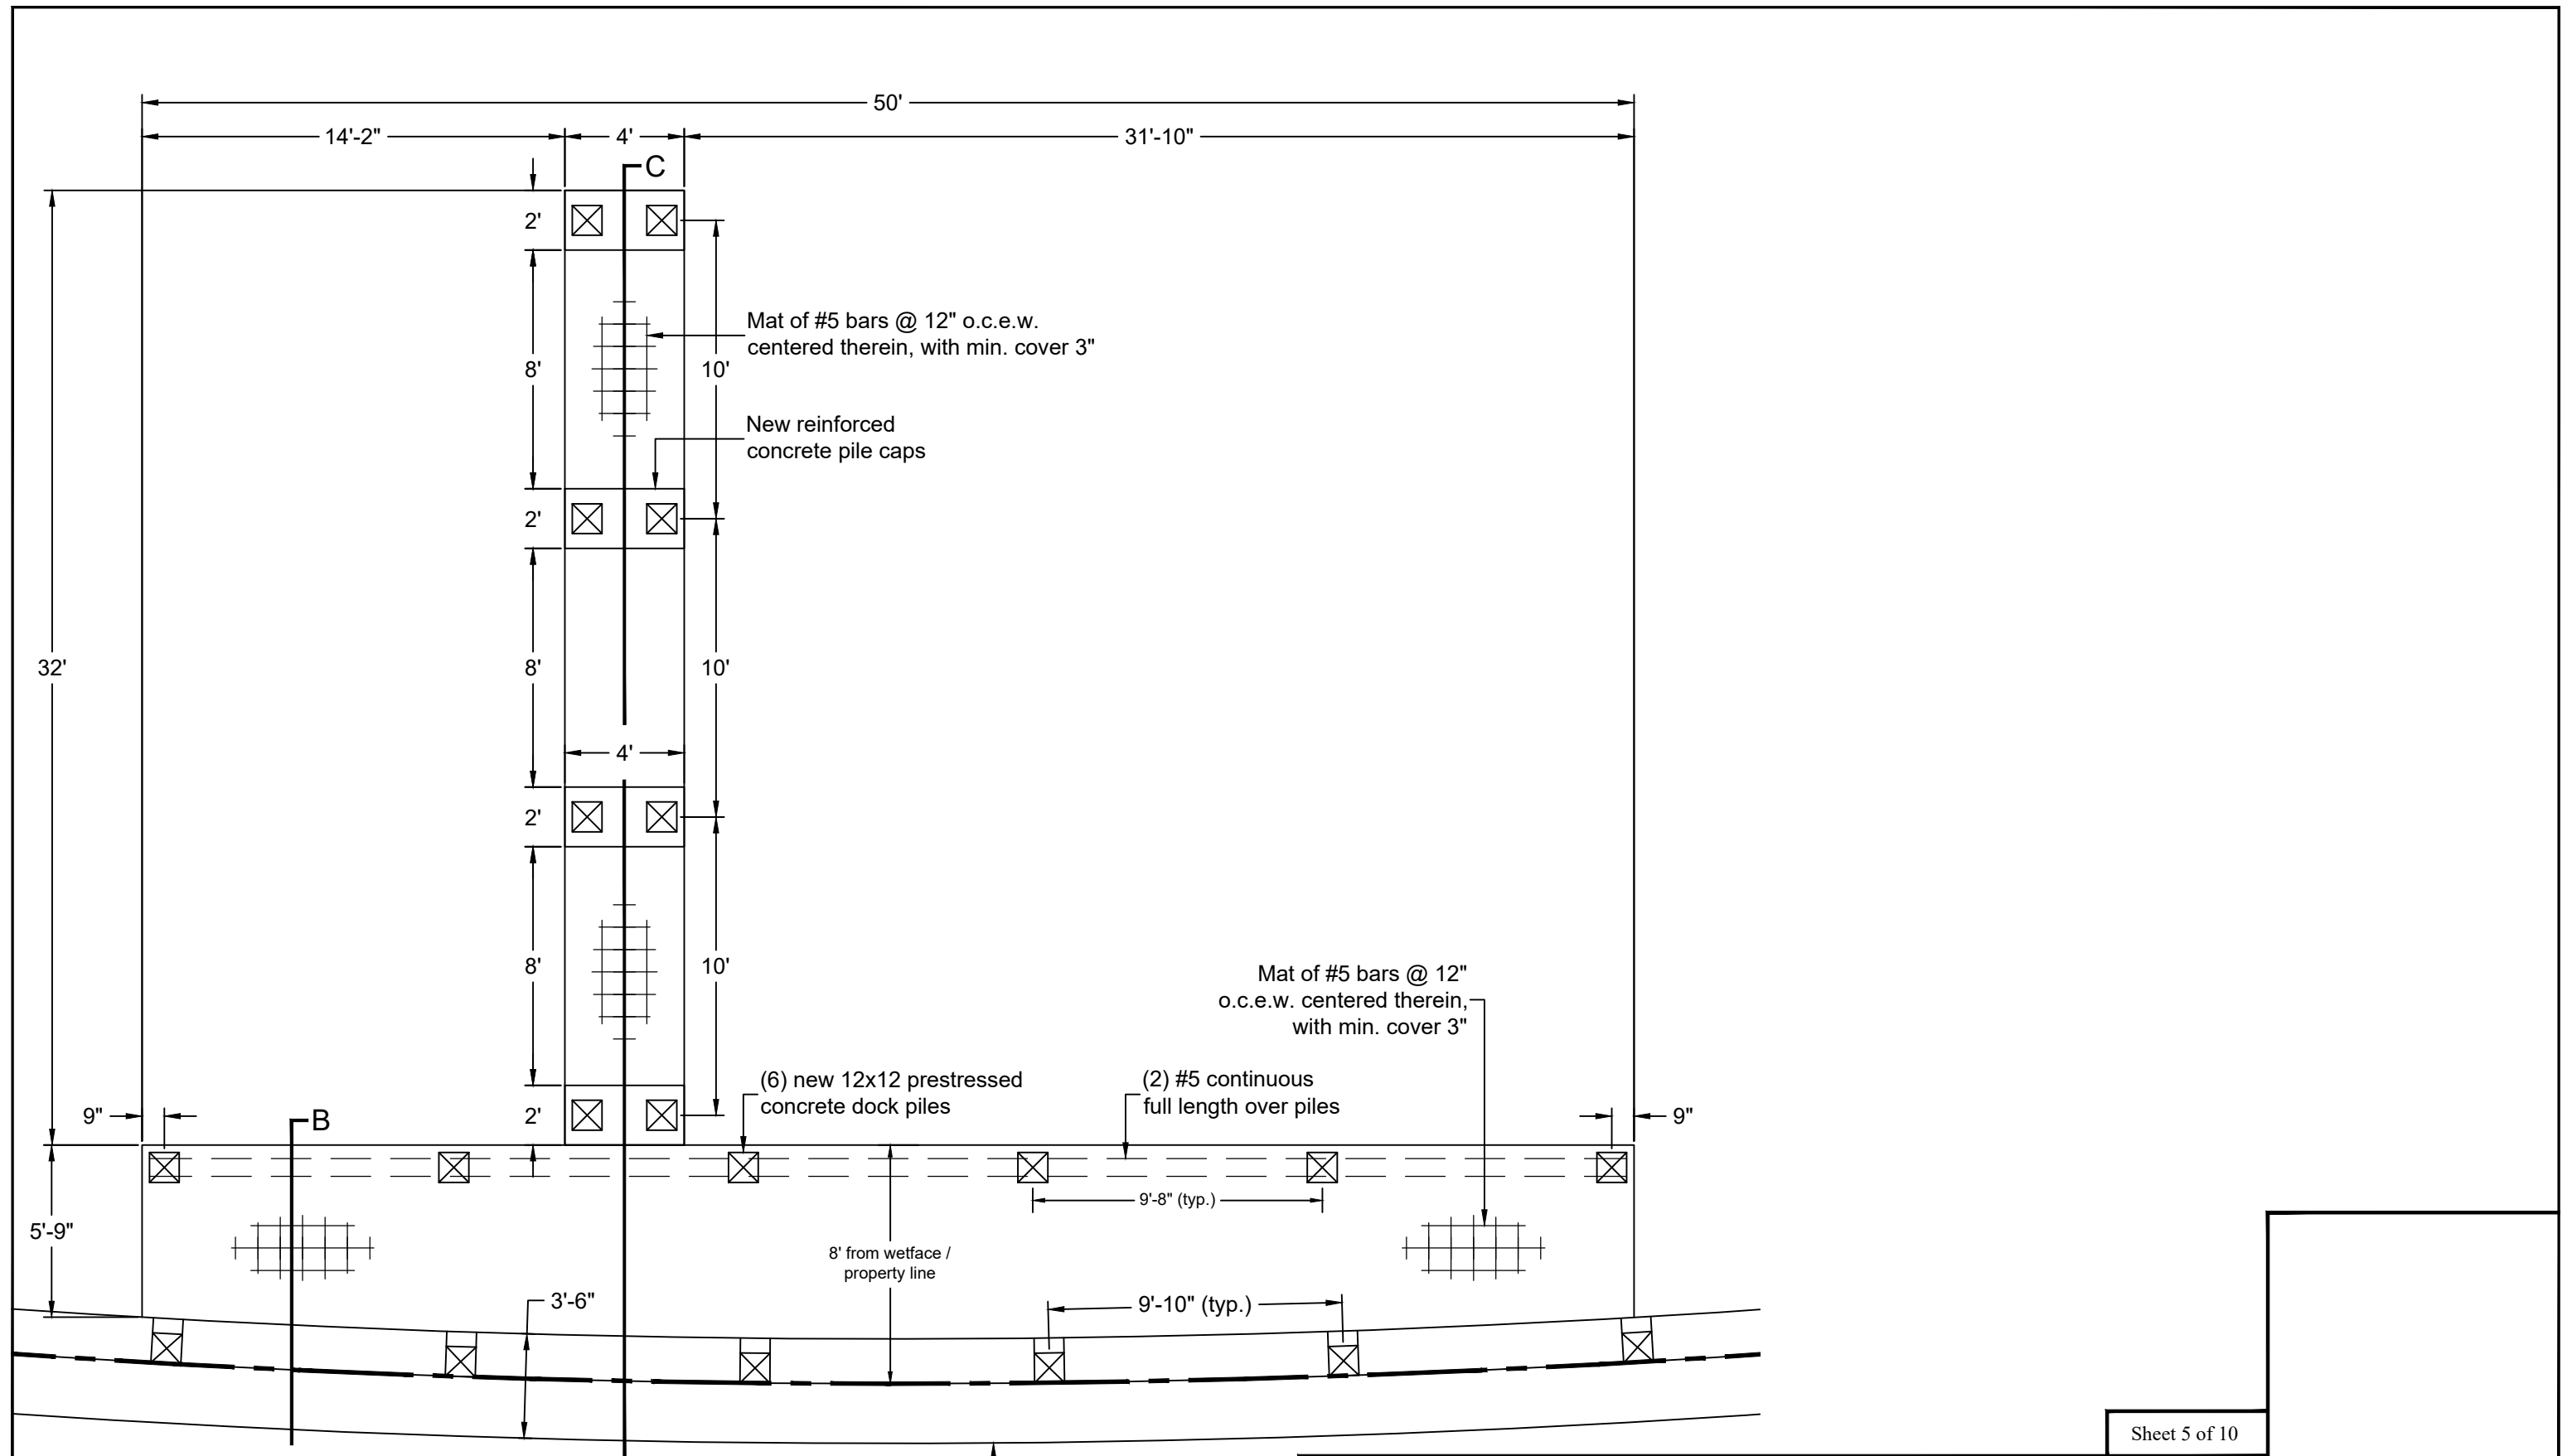 50'
14'-2"
4'
31'-10"
C
2'
Mat of #5 bars @ 12" o.c.e.w.
centered therein, with min. cover 3"
8'
10'
New reinforced
concrete pile caps
2'
32'
8'
10'
4'
2'
8'
10'
Mat of #5 bars @ 12"
o.c.e.w. centered therein,
with min. cover 3"
(6) new 12x12 prestressed
concrete dock piles
(2) #5 continuous
full length over piles
9"
B
2'
9"
9'-8" (typ.)
5'-9"
8' from wetface /
property line
3'-6"
9'-10" (typ.)
Sheet 5 of 10